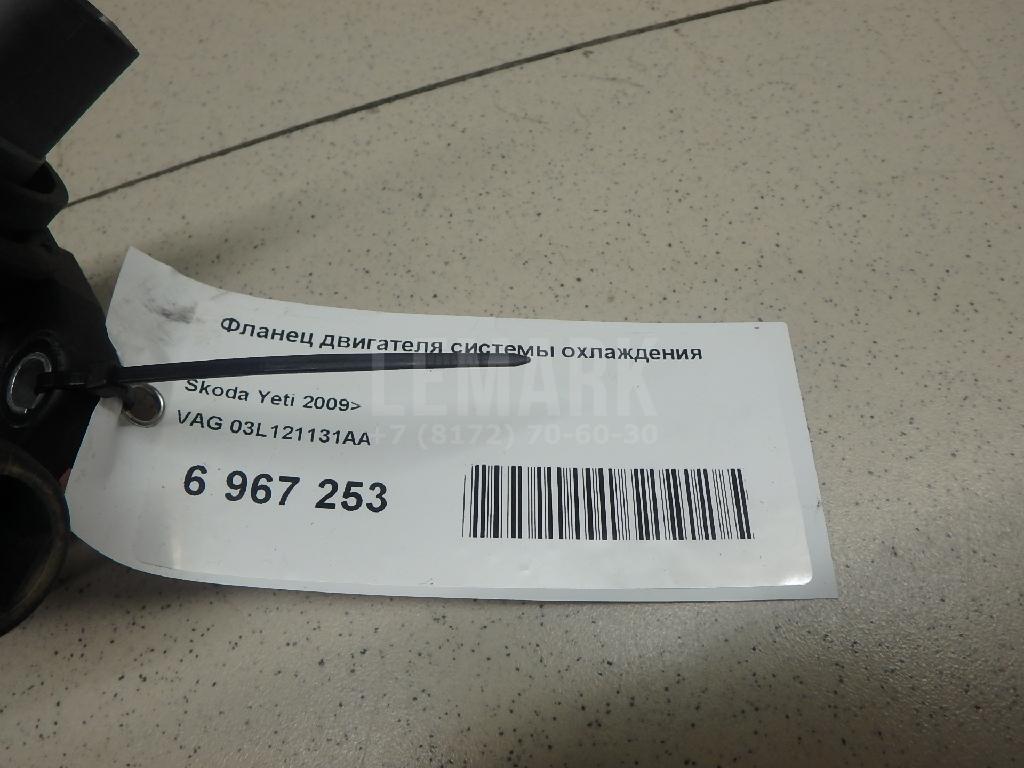 Фланец двигателя системы охлаждения
Skoda Yeti 2009>
VAG 03L121131AA
6 967 253
LEMARK
+7 (8172) 70-60-30